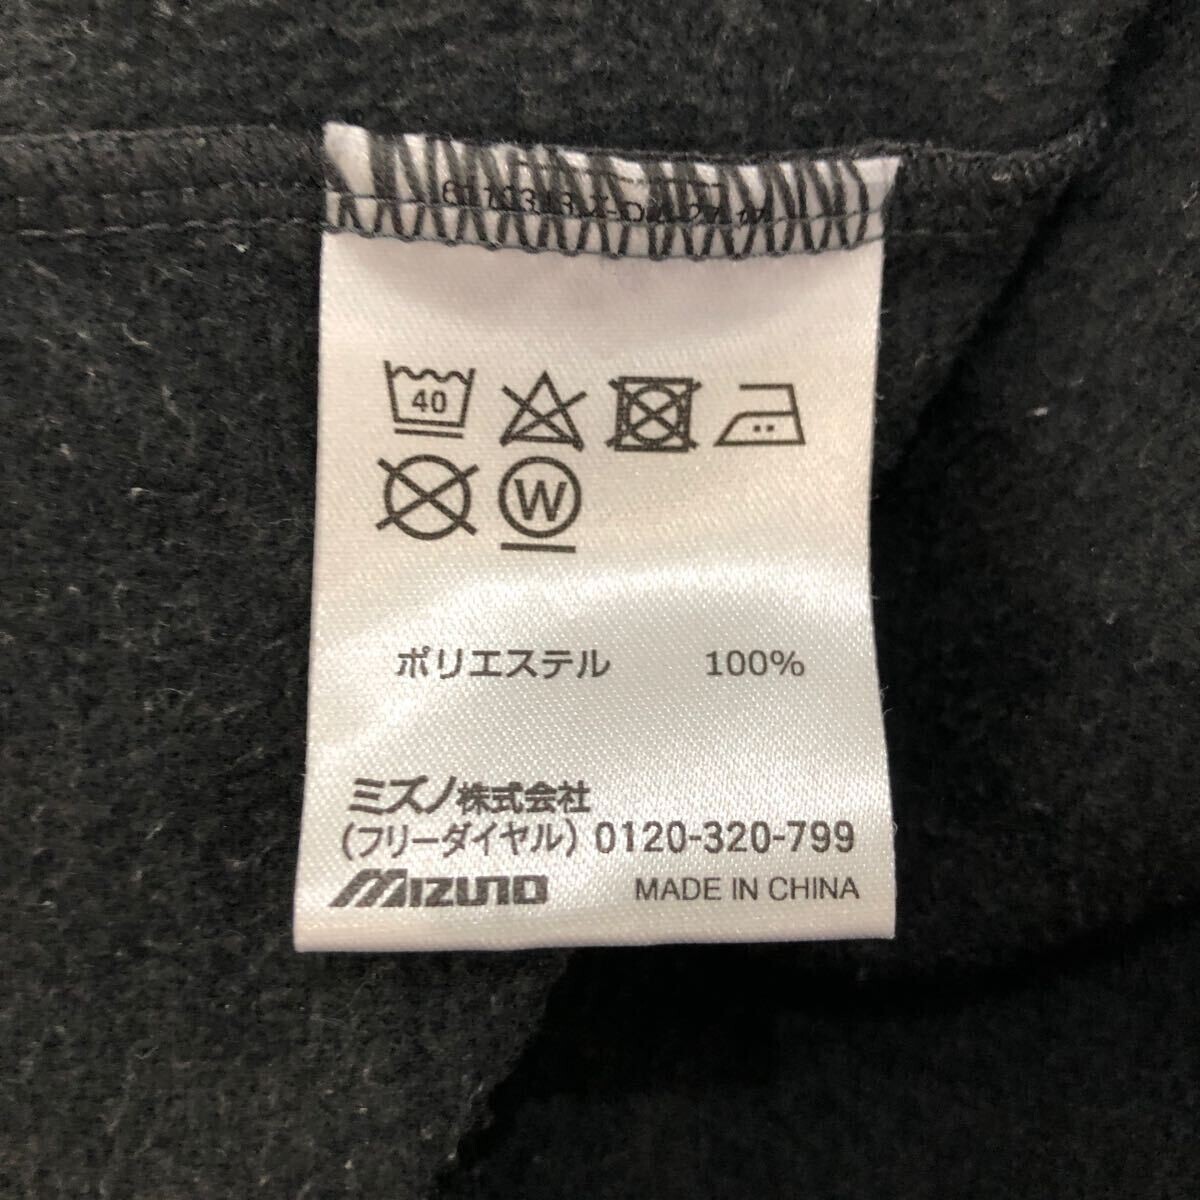 40
W
ポリエステル 100%
ミズノ株式会社
(フリーダイヤル) 0120-320-799
MIZUNO MADE IN CHINA